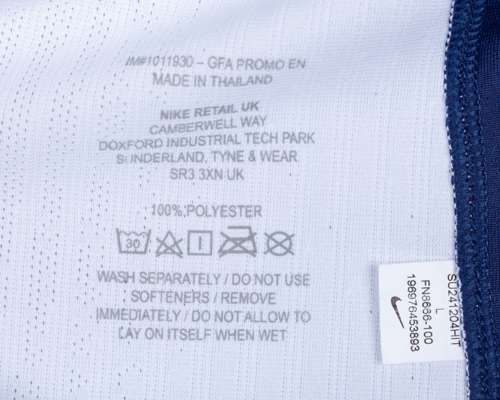 IM#1011930 – GFA PROMO EN
MADE IN THAILAND
NIKE RETAIL UK
CAMBERWELL WAY
DOXFORD INDUSTRIAL TECH PARK
SUNDERLAND, TYNE & WEAR
SR3 3XN UK
100% POLYESTER
30
WASH SEPARATELY / DO NOT USE
SOFTENERS / REMOVE
IMMEDIATELY / DO NOT ALLOW TO
LAY ON ITSELF WHEN WET
SU241204HIT
L
FN8666-100
196976453893